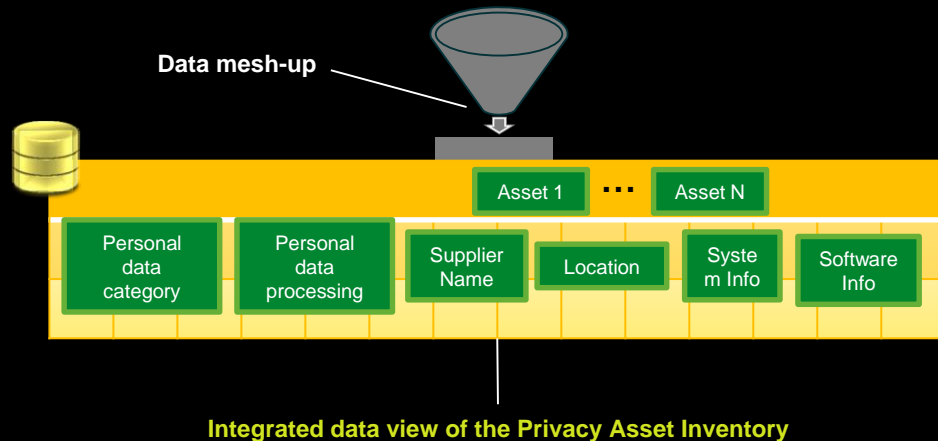 Data mesh-up
Asset 1
...
Asset N
Personal
data
category
Personal
data
processing
Supplier
Name
Location
Syste
m Info
Software
Info
Integrated data view of the Privacy Asset Inventory